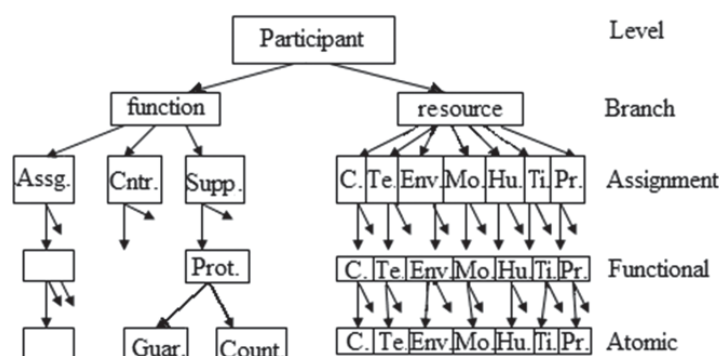 Participant Level
function resource Branch
Assg. Cntr. Supp. C. Te. Env. Mo. Hu. Ti. Pr. Assignment
Prot. C. Te. Env. Mo. Hu. Ti. Pr. Functional
Guar. Count. C. Te. Env. Mo. Hu. Ti. Pr. Atomic